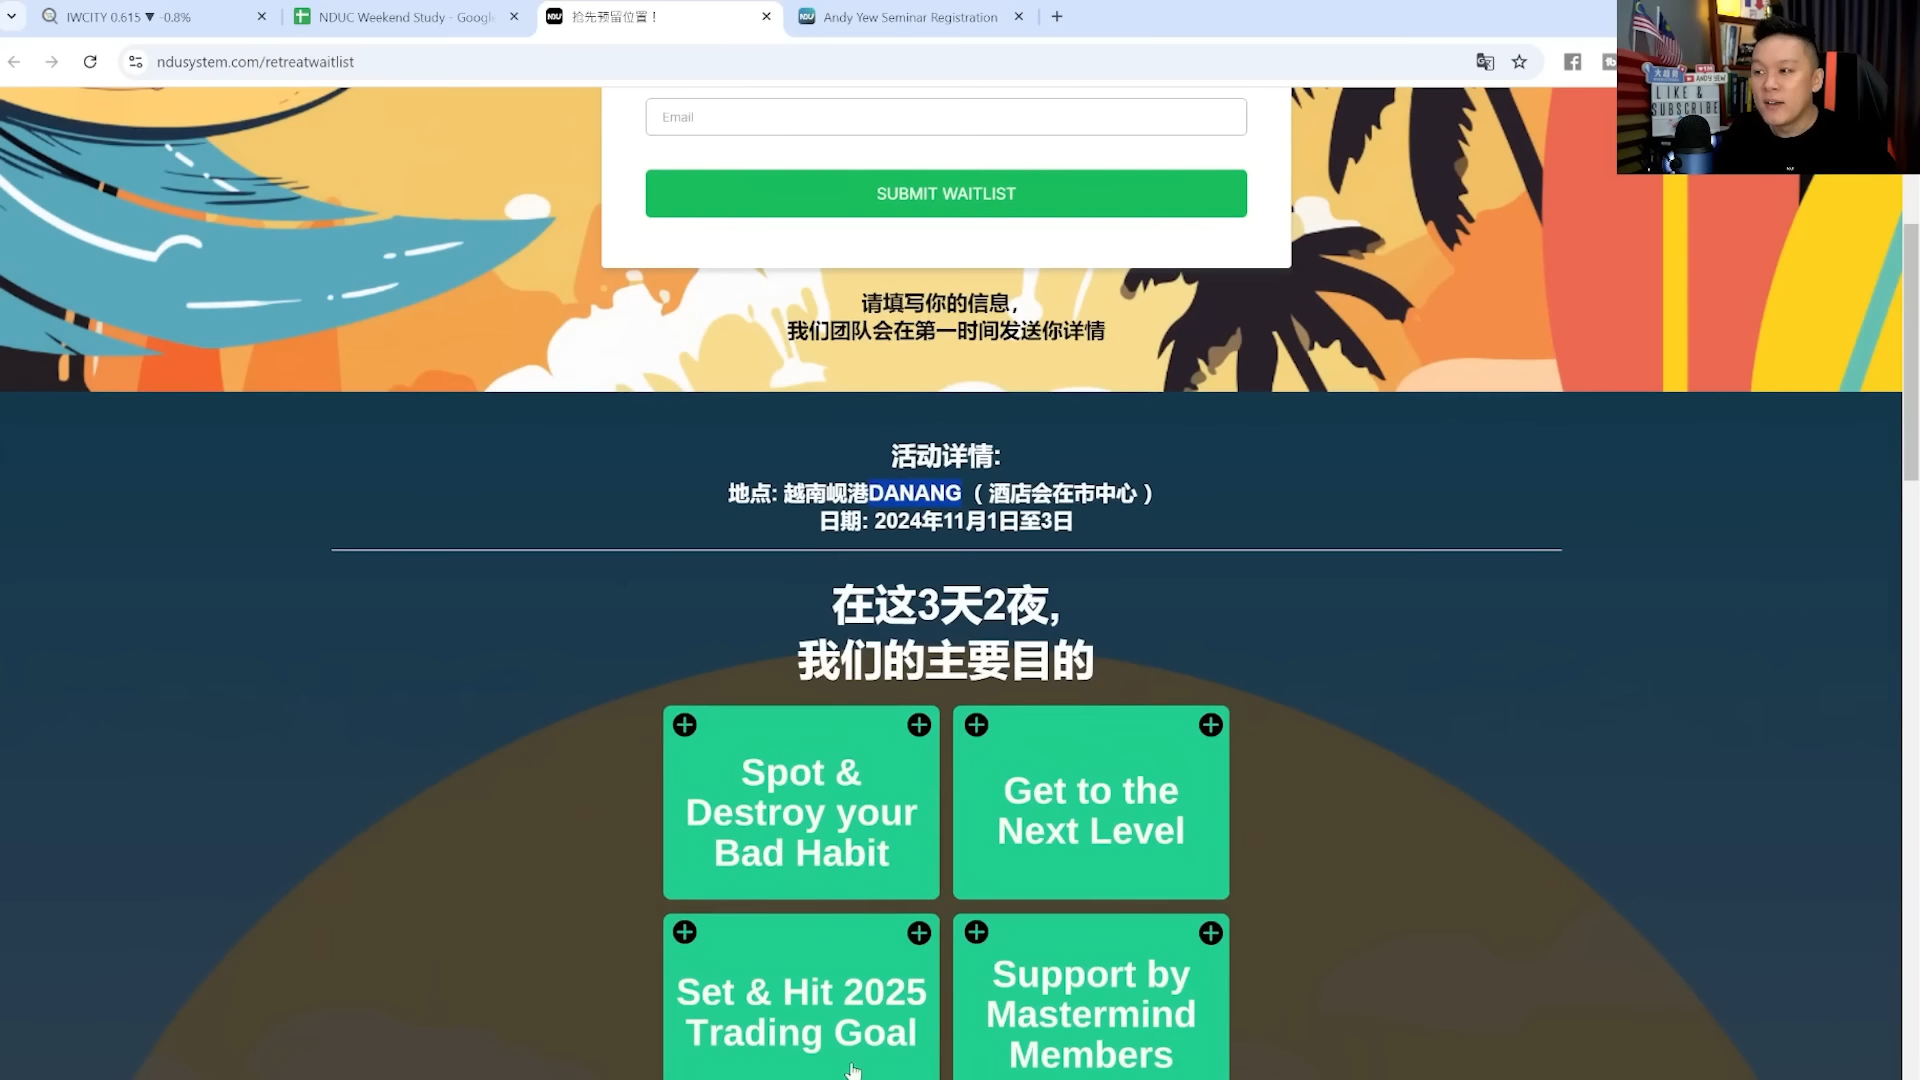 IWCITY 0.615 ▼ -0.8%
NDUC Weekend Study - Google
抢先预留位置！
Andy Yew Seminar Registration
ndusystem.com/retreatwaitlist
ANDY YEW
LIKE &
SUBSCRIBE
Email
SUBMIT WAITLIST
请填写你的信息，
我们团队会在第一时间发送你详情
活动详情:
地点: 越南岘港DANANG （ 酒店会在市中心 ）
日期: 2024年11月1日至3日
在这3天2夜,
我们的主要目的
Spot &
Destroy your
Bad Habit
Get to the
Next Level
Set & Hit 2025
Trading Goal
Support by
Mastermind
Members